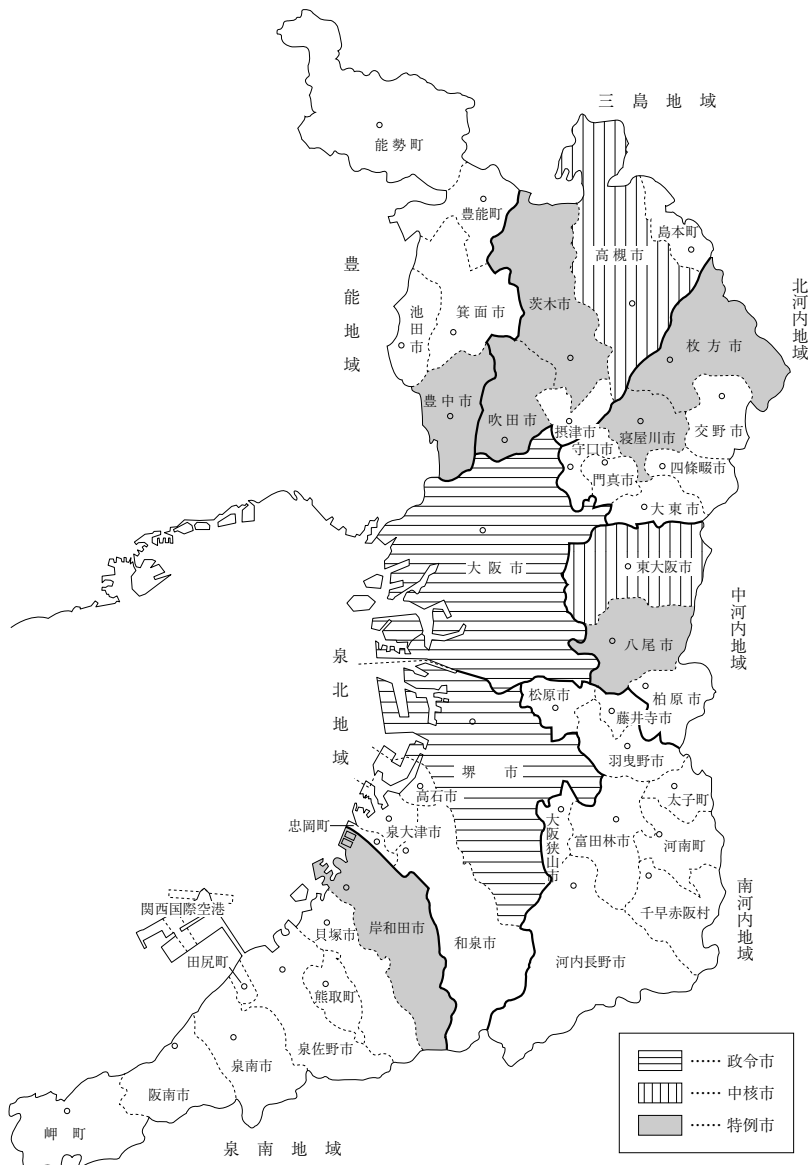 三島地域
能勢町
豊能町
島本町
高槻市
豊能地域
北河内地域
茨木市
箕面市
池田市
枚方市
豊中市
吹田市
摂津市
寝屋川市
交野市
守口市
門真市
四條畷市
大東市
大阪市
東大阪市
中河内地域
八尾市
泉北地域
松原市
柏原市
藤井寺市
羽曳野市
堺市
高石市
太子町
忠岡町
泉大津市
大阪狭山市
富田林市
河南町
南河内地域
千早赤阪村
関西国際空港
貝塚市
岸和田市
和泉市
河内長野市
田尻町
熊取町
泉佐野市
泉南市
阪南市
岬町
泉南地域
……政令市
……中核市
……特例市